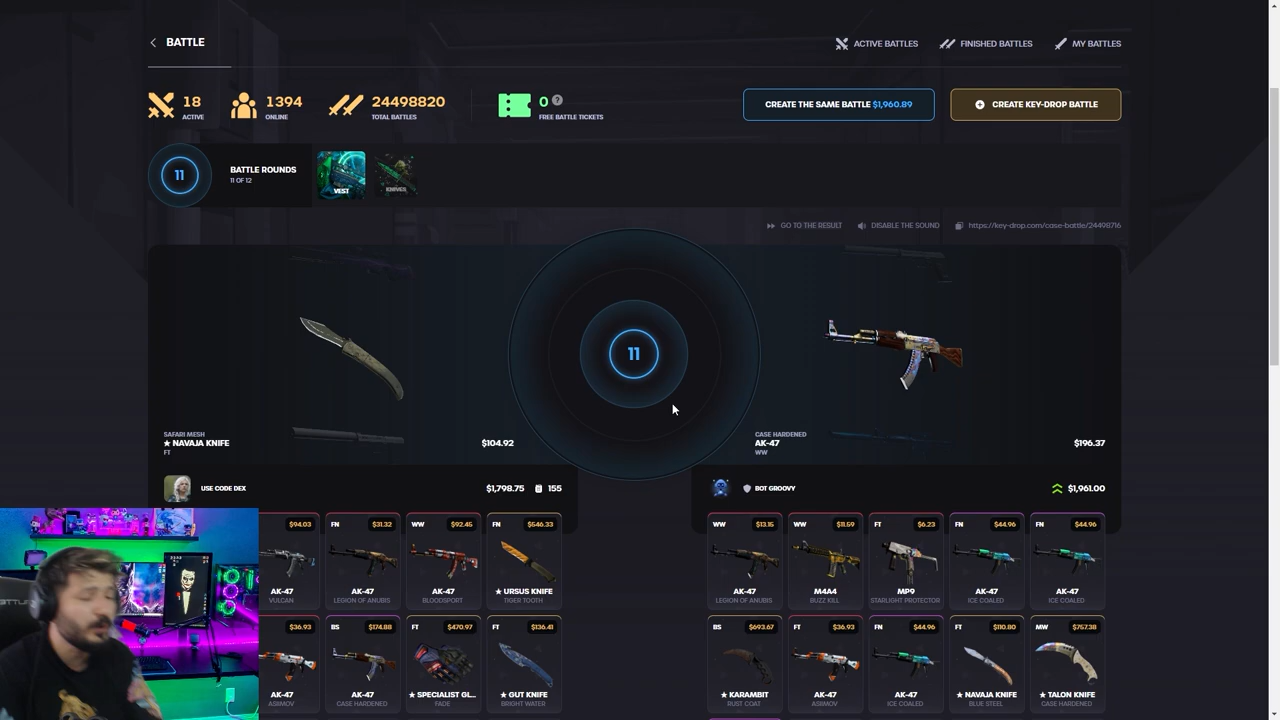 BATTLE
ACTIVE BATTLES
FINISHED BATTLES
MY BATTLES
18
ACTIVE
1394
ONLINE
24498820
TOTAL BATTLES
0 ?
FREE BATTLE TICKETS
CREATE THE SAME BATTLE $1,960.89
CREATE KEY-DROP BATTLE
11
BATTLE ROUNDS
11 OF 12
VEST
KNIVES
GO TO THE RESULT
DISABLE THE SOUND
https://key-drop.com/case-battle/24498716
11
SAFARI MESH
★ NAVAJA KNIFE
FT
$104.92
CASE HARDENED
AK-47
WW
$196.37
USE CODE DEX
$1,798.75
155
BOT GROOVY
$1,961.00
$94.03
AK-47
VULCAN
FN
$31.32
AK-47
LEGION OF ANUBIS
WW
$92.45
AK-47
BLOODSPORT
FN
$546.33
★ URSUS KNIFE
TIGER TOOTH
WW
$13.15
AK-47
LEGION OF ANUBIS
WW
$11.59
M4A4
BUZZ KILL
FT
$6.23
MP9
STARLIGHT PROTECTOR
FN
$44.96
AK-47
ICE COALED
FN
$44.96
AK-47
ICE COALED
$36.93
AK-47
ASIIMOV
BS
$174.88
AK-47
CASE HARDENED
FT
$470.97
★ SPECIALIST GL...
FADE
FT
$136.41
★ GUT KNIFE
BRIGHT WATER
BS
$693.67
★ KARAMBIT
RUST COAT
FT
$36.93
AK-47
ASIIMOV
FN
$44.96
AK-47
ICE COALED
FT
$110.80
★ NAVAJA KNIFE
BLUE STEEL
MW
$757.38
★ TALON KNIFE
CASE HARDENED